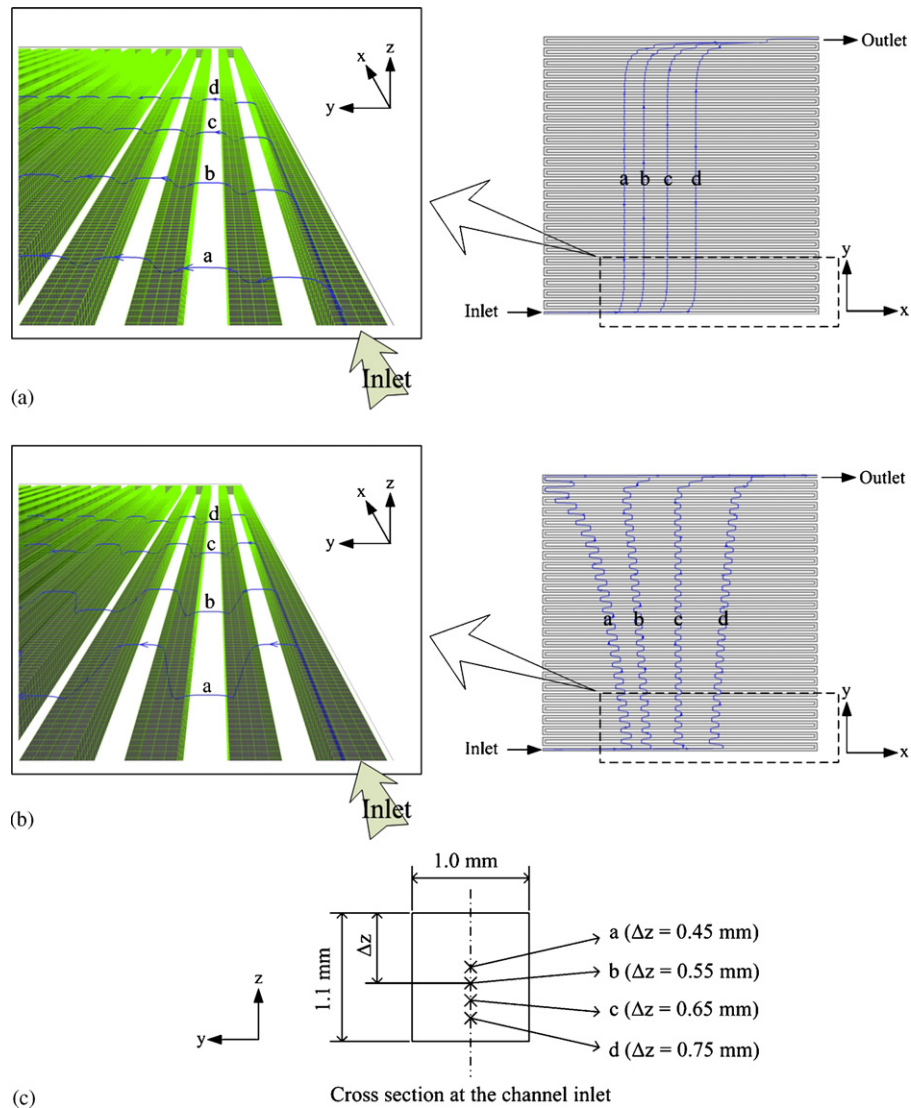 z
x
y
d
c
b
a
Inlet
(a)
Outlet
a b c d
Inlet
y
x
z
x
y
d
c
b
a
Inlet
(b)
Outlet
a b c d
Inlet
y
x
1.0 mm
1.1 mm
Δz
a (Δz = 0.45 mm)
b (Δz = 0.55 mm)
c (Δz = 0.65 mm)
d (Δz = 0.75 mm)
z
y
(c)
Cross section at the channel inlet